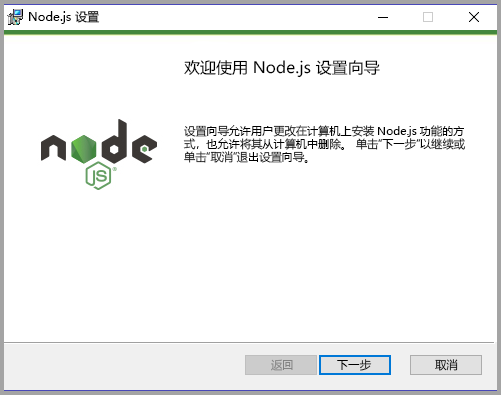 Node.js 设置
欢迎使用 Node.js 设置向导
设置向导允许用户更改在计算机上安装 Node.js 功能的方
式，也允许将其从计算机中删除。 单击“下一步”以继续或
单击“取消”退出设置向导。
node
JS®
返回
下一步
取消